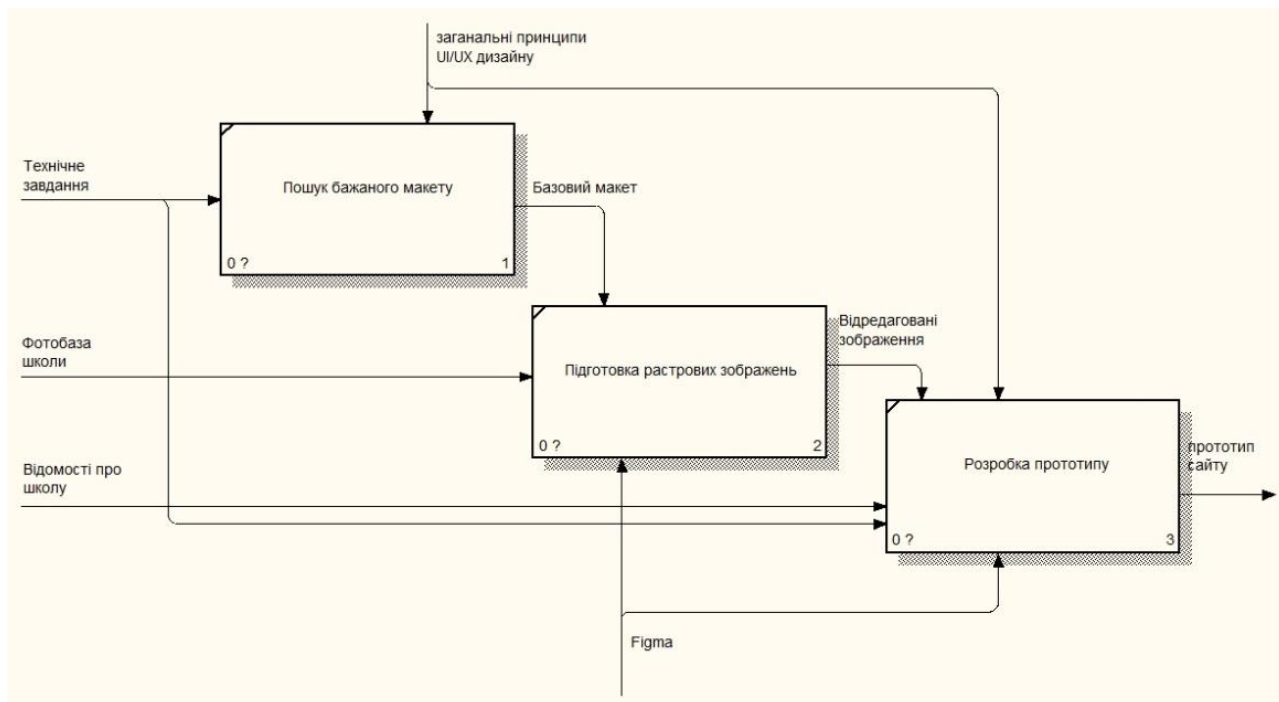 заганальні принципи
UI/UX дизайну
Технічне
завдання
Пошук бажаного макету
0 ?
1
Базовий макет
Фотобаза
школи
Підготовка растрових зображень
0 ?
2
Відредаговані
зображення
Відомості про
школу
Розробка прототипу
0 ?
3
прототип
сайту
Figma